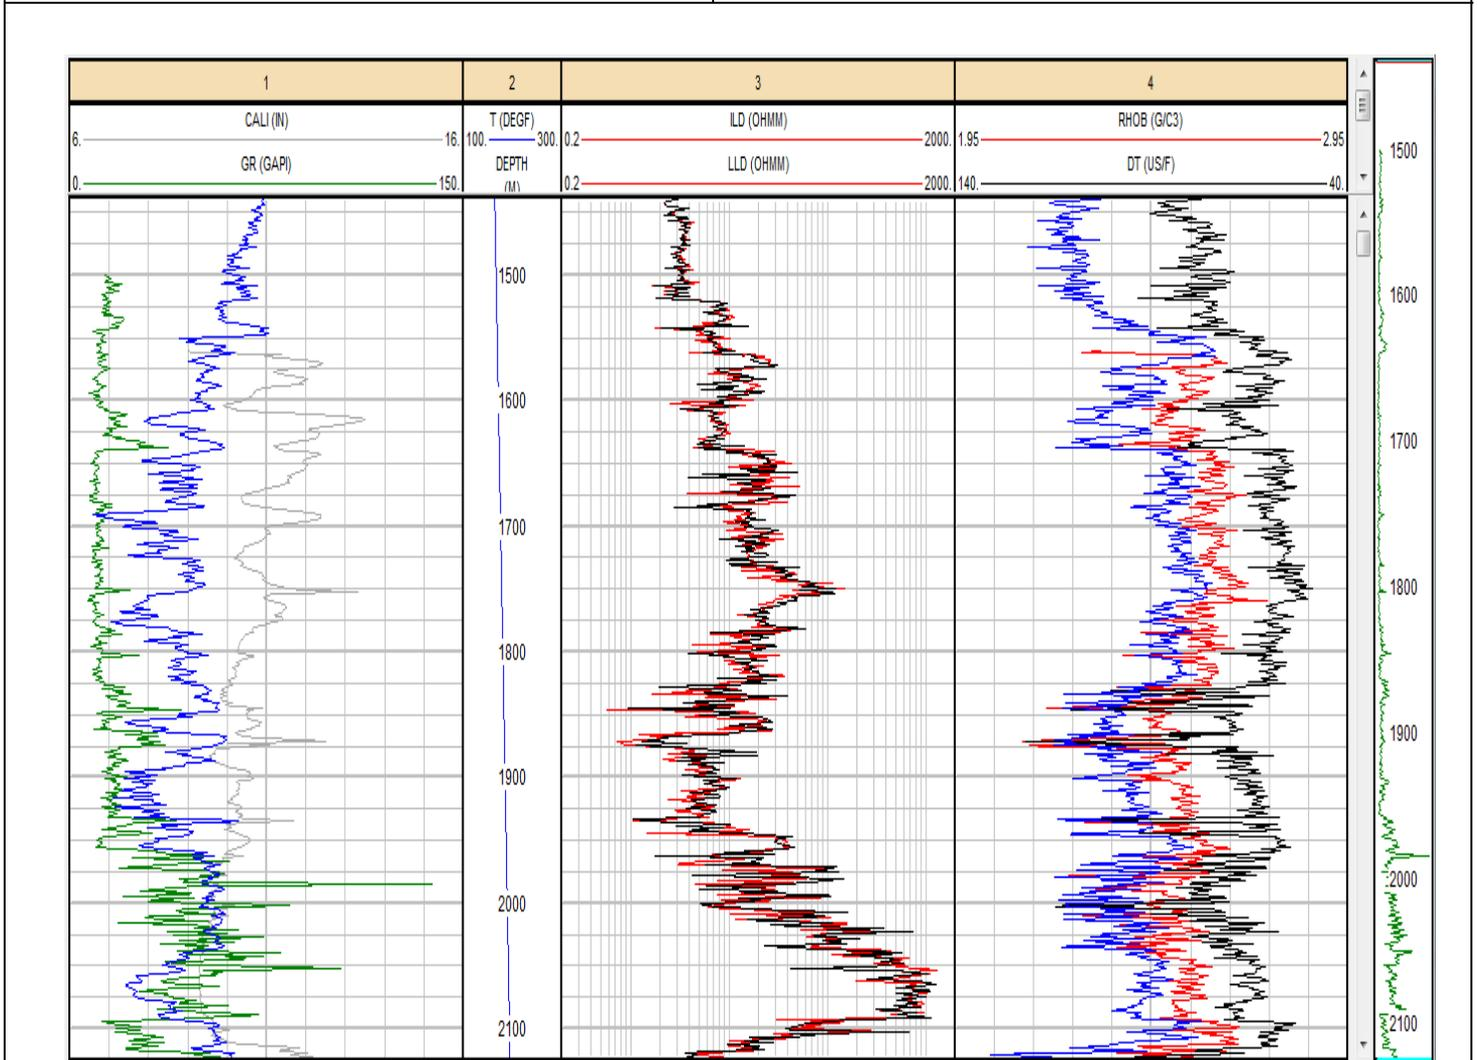 1 2 3 4
CALI (IN) T (DEGF) ILD (OHMM) RHOB (G/C3)
6. 16. 100. 300. 0.2 2000. 1.95 2.95
GR (GAPI) DEPTH LLD (OHMM) DT (US/F)
0. 150. (M) 0.2 2000. 140. 40.
1500
1600
1700
1800
1900
2000
2100
1500
1600
1700
1800
1900
2000
2100